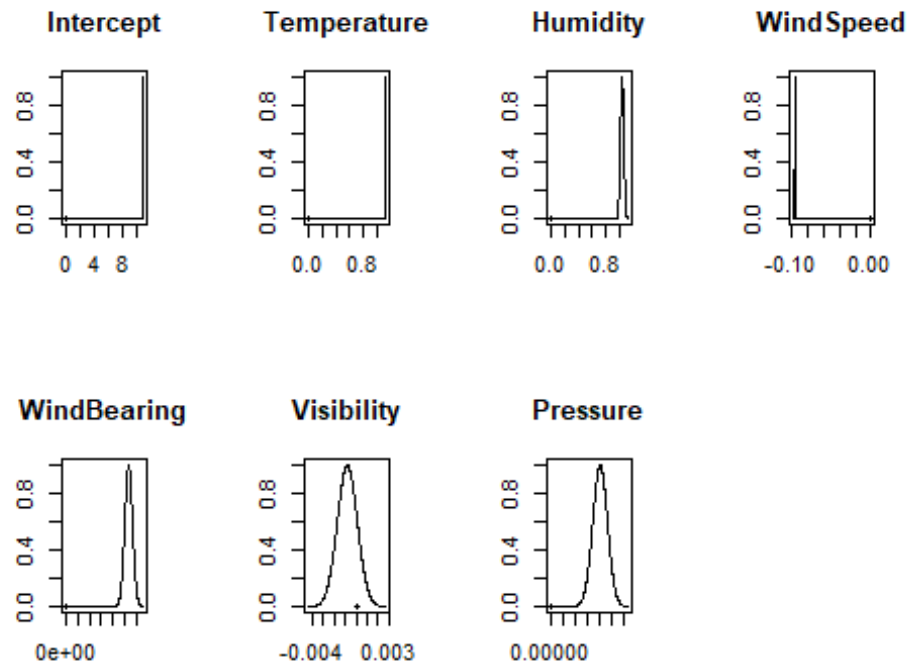 Intercept
Temperature
Humidity
WindSpeed
0.0 0.4 0.8
0.0 0.4 0.8
0.0 0.4 0.8
0.0 0.4 0.8
0 4 8
0.0 0.8
0.0 0.8
-0.10 0.00
WindBearing
Visibility
Pressure
0.0 0.4 0.8
0.0 0.4 0.8
0.0 0.4 0.8
0e+00
-0.004 0.003
0.00000